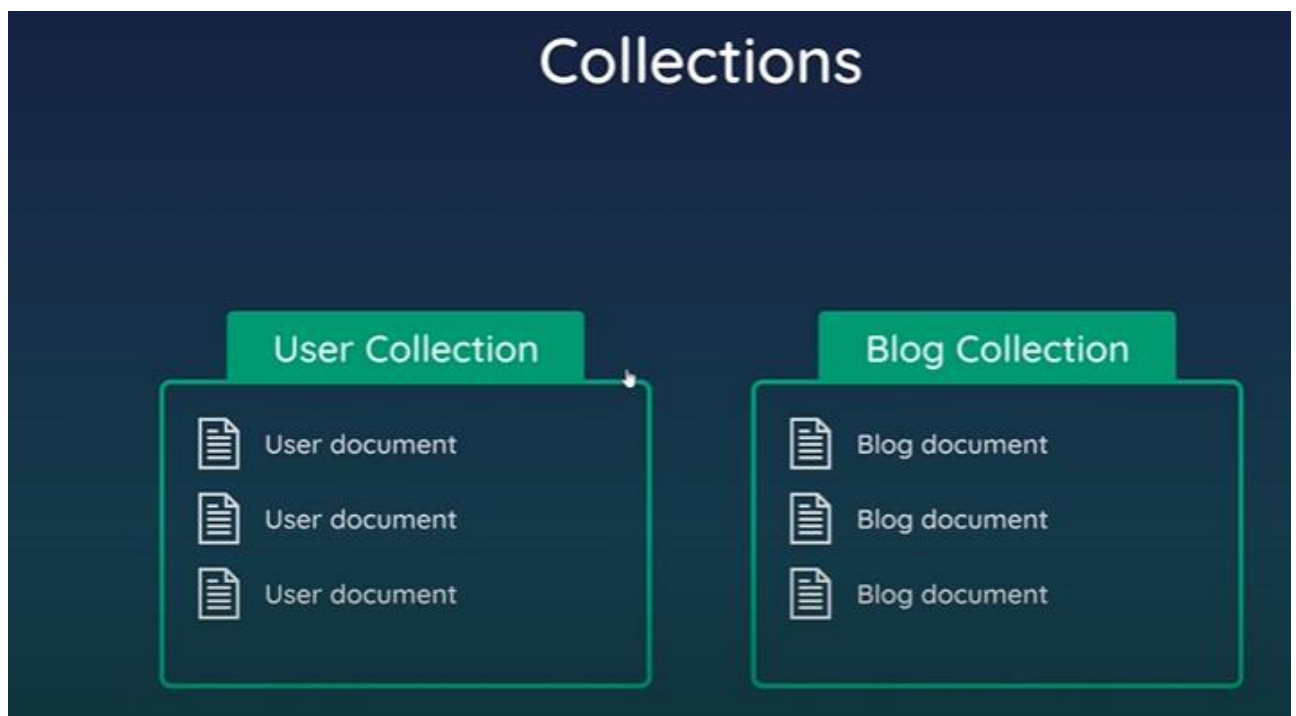 Collections
User Collection
User document
User document
User document
Blog Collection
Blog document
Blog document
Blog document